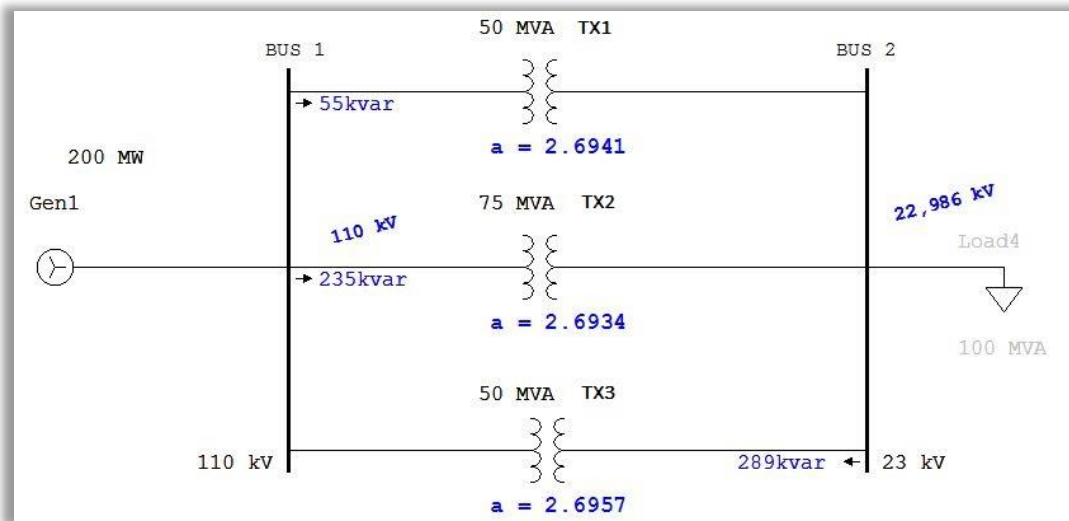 50 MVA TX1
BUS 1
BUS 2
55kvar
a = 2.6941
200 MW
75 MVA TX2
Gen1
110 kV
22,986 kV
Load4
235kvar
a = 2.6934
100 MVA
50 MVA TX3
110 kV
289kvar
23 kV
a = 2.6957